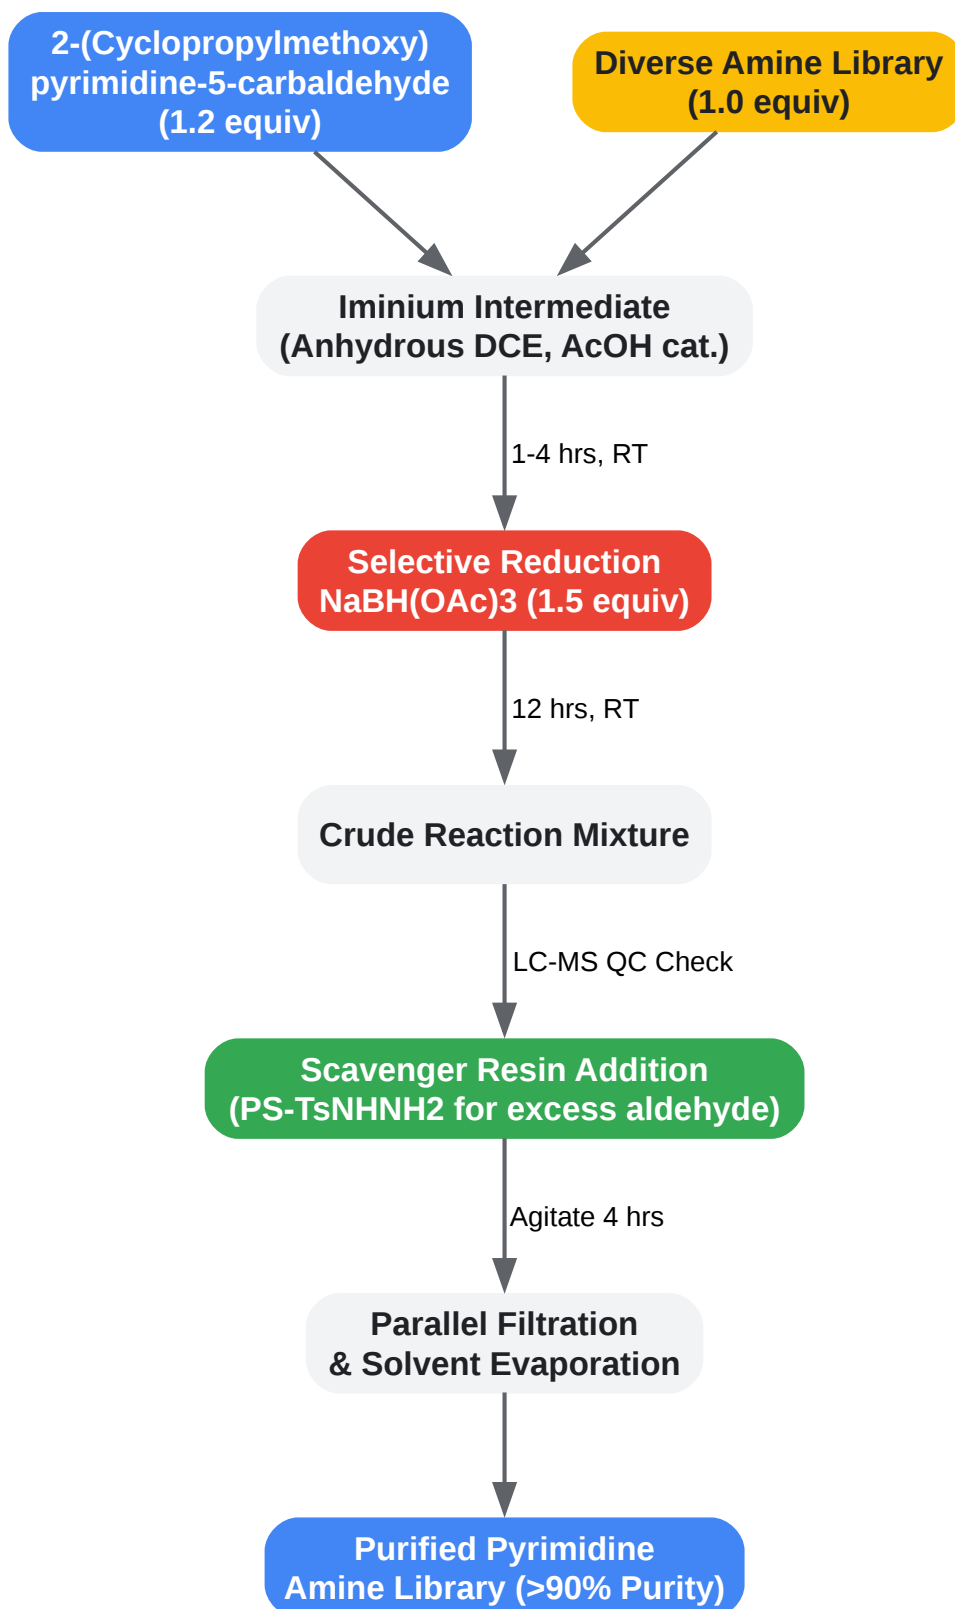 2-(Cyclopropylmethoxy)
pyrimidine-5-carbaldehyde
(1.2 equiv)
Diverse Amine Library
(1.0 equiv)
Iminium Intermediate
(Anhydrous DCE, AcOH cat.)
1-4 hrs, RT
Selective Reduction
NaBH(OAc)3 (1.5 equiv)
12 hrs, RT
Crude Reaction Mixture
LC-MS QC Check
Scavenger Resin Addition
(PS-TsNHNH2 for excess aldehyde)
Agitate 4 hrs
Parallel Filtration
& Solvent Evaporation
Purified Pyrimidine
Amine Library (>90% Purity)